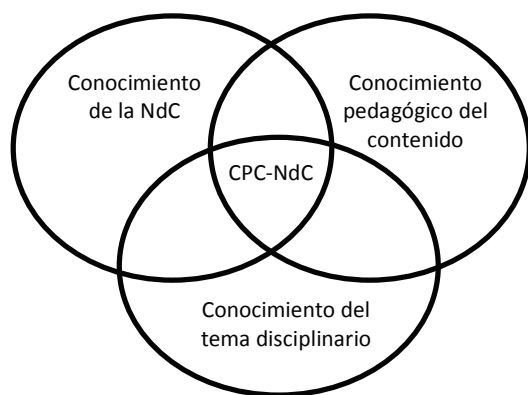 Conocimiento
de la NdC
Conocimiento
pedagógico del
contenido
CPC-NdC
Conocimiento del
tema disciplinario